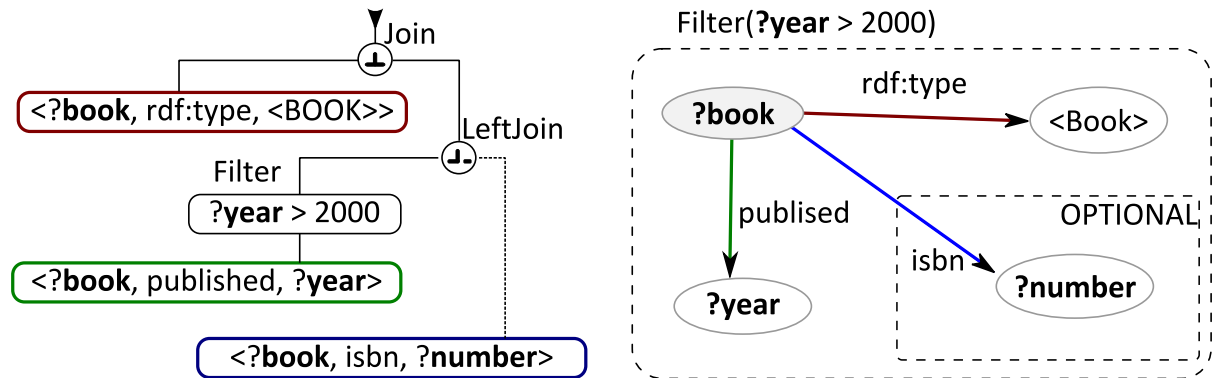 Join
<?book, rdf:type, <BOOK>>
LeftJoin
Filter
?year > 2000
<?book, published, ?year>
<?book, isbn, ?number>
Filter(?year > 2000)
rdf:type
?book
<Book>
publised
OPTIONAL
isbn
?number
?year